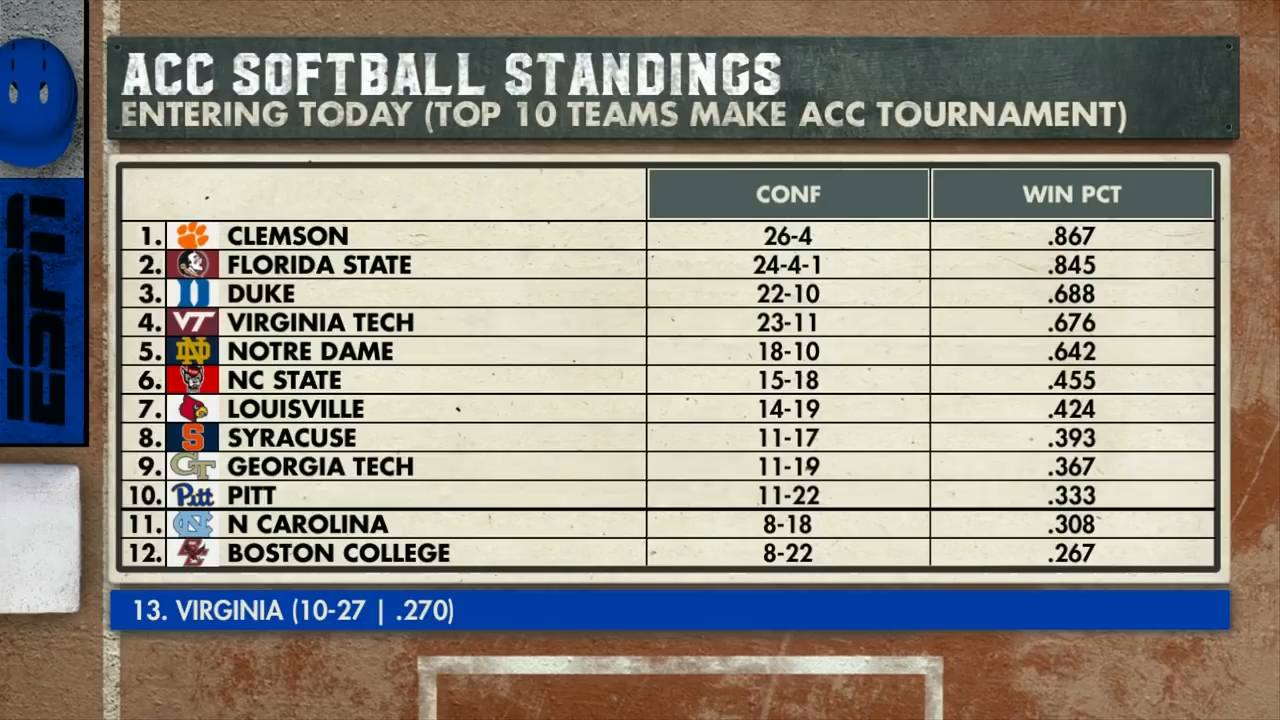 ACC SOFTBALL STANDINGS
ENTERING TODAY (TOP 10 TEAMS MAKE ACC TOURNAMENT)
CONF WIN PCT
1. CLEMSON 26-4 .867
2. FLORIDA STATE 24-4-1 .845
3. DUKE 22-10 .688
4. VT VIRGINIA TECH 23-11 .676
5. ND NOTRE DAME 18-10 .642
6. NC STATE 15-18 .455
7. LOUISVILLE 14-19 .424
8. S SYRACUSE 11-17 .393
9. GT GEORGIA TECH 11-19 .367
10. Pitt PITT 11-22 .333
11. NC N CAROLINA 8-18 .308
12. BC BOSTON COLLEGE 8-22 .267
13. VIRGINIA (10-27 | .270)
ESPN